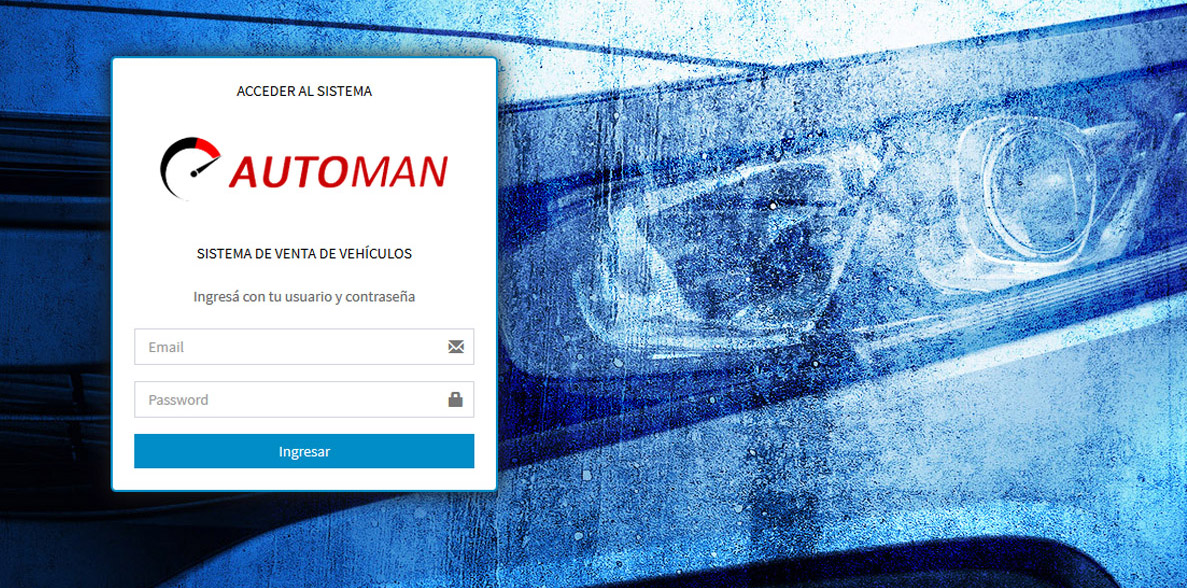 ACCEDER AL SISTEMA
AUTOMAN
SISTEMA DE VENTA DE VEHÍCULOS
Ingresá con tu usuario y contraseña
Email
Password
Ingresar